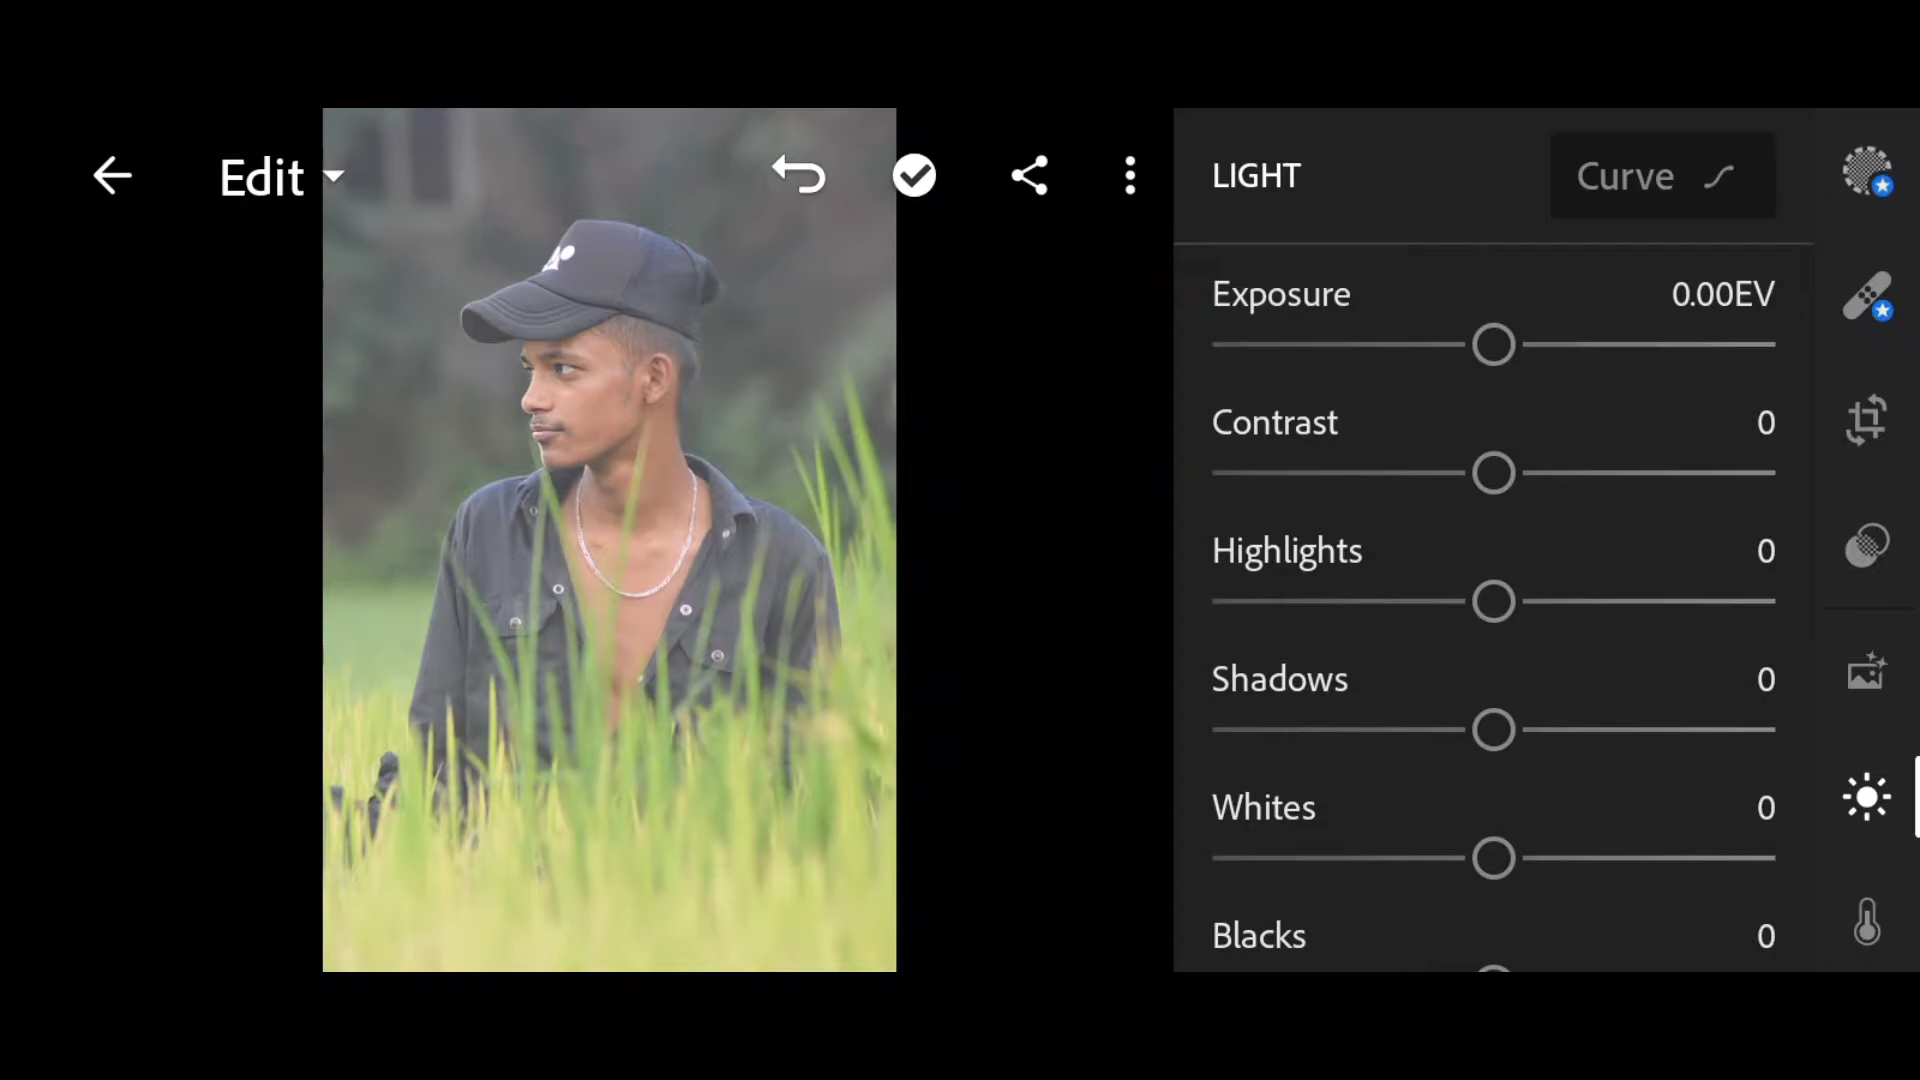 Edit
LIGHT
Curve
Exposure 0.00EV
Contrast 0
Highlights 0
Shadows 0
Whites 0
Blacks 0